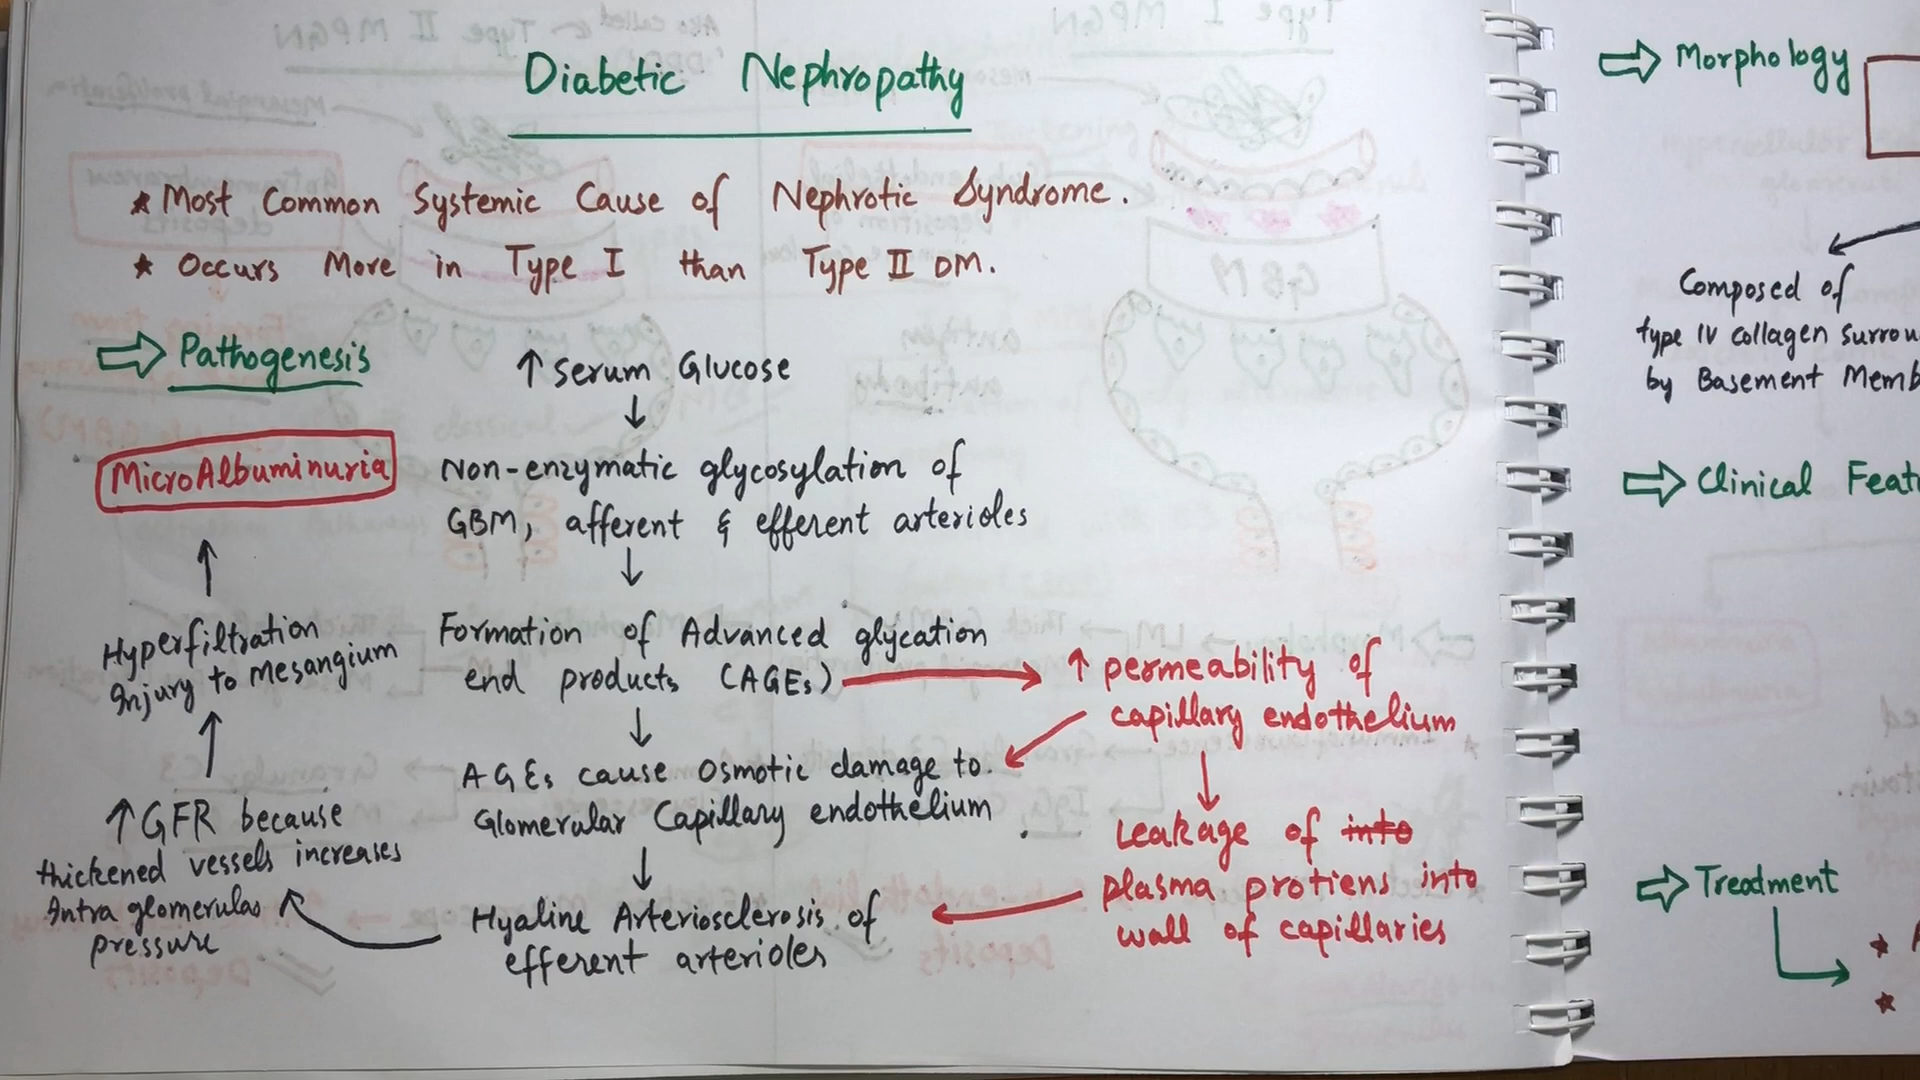 Diabetic Nephropathy
★ Most Common Systemic Cause of Nephrotic Syndrome.
★ Occurs More in Type I than Type II DM.
⇨ Pathogenesis
↑ serum Glucose
↓
Non-enzymatic glycosylation of
GBM, afferent & efferent arterioles
↓
Formation of Advanced glycation
end products (AGEs) →
↓
AGEs cause Osmotic damage to
Glomerular Capillary endothelium
↓
Hyaline Arteriosclerosis of
efferent arterioles
↑ permeability of
capillary endothelium
↓
Leakage of into
plasma protiens into
wall of capillaries
↑ GFR because
thickened vessels increases
Intra glomerular
pressure
↑
Hyperfiltration
Injury to mesangium
↑
MicroAlbuminuria
⇨ Morphology
Composed of
type IV collagen surrou
by Basement Memb
⇨ Clinical Feat
⇨ Treatment
★
★